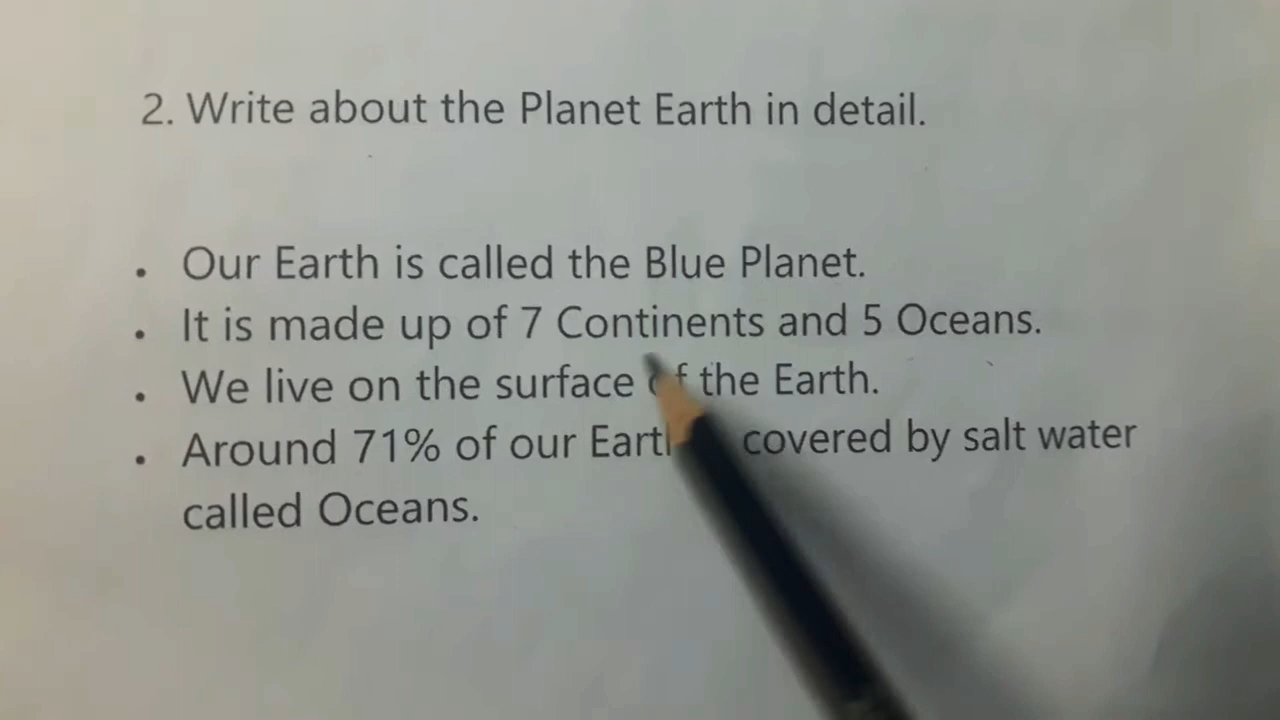 2. Write about the Planet Earth in detail.
. Our Earth is called the Blue Planet.
. It is made up of 7 Continents and 5 Oceans.
. We live on the surface of the Earth.
. Around 71% of our Earth covered by salt water
called Oceans.